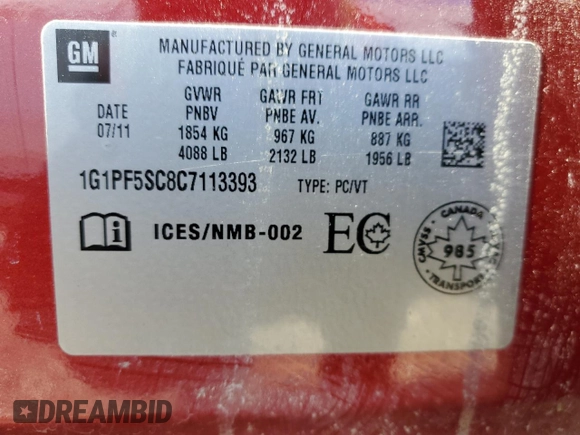 GM
MANUFACTURED BY GENERAL MOTORS LLC
FABRIQUÉ PAR GENERAL MOTORS LLC
DATE
07/11
GVWR
PNBV
1854 KG
4088 LB
GAWR FRT
PNBE AV.
967 KG
2132 LB
GAWR RR
PNBE ARR.
887 KG
1956 LB
1G1PF5SC8C7113393 TYPE: PC/VT
i ICES/NMB-002 EC
CANADA
CMVSS
985
TRANSPORT
DREAMBID